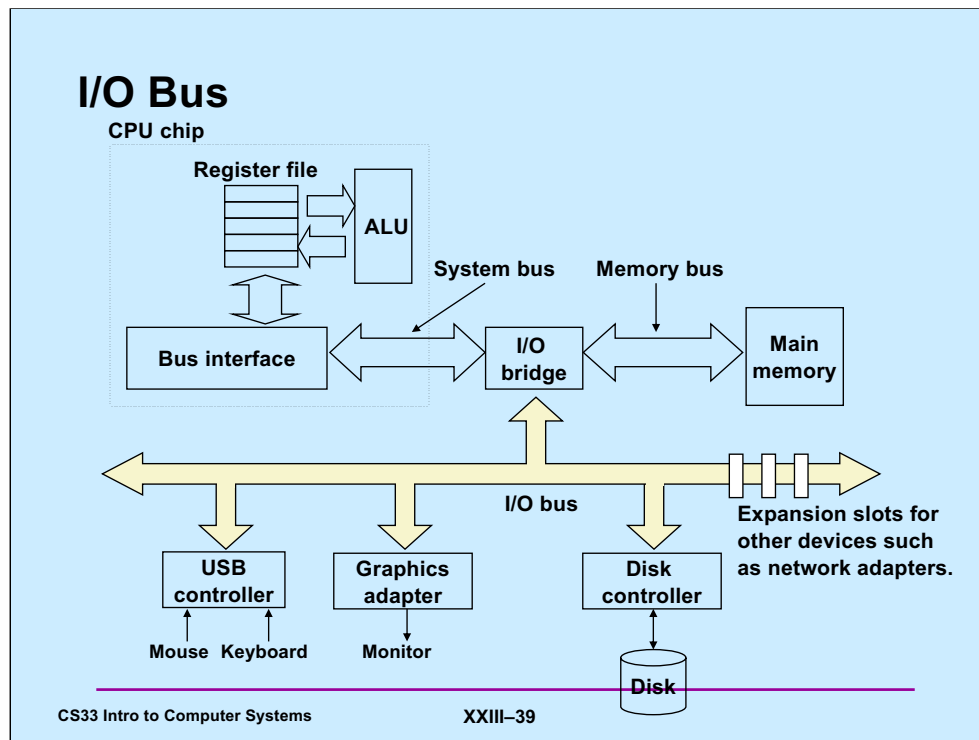 I/O Bus
CPU chip
Register file
ALU
System bus
Memory bus
Bus interface
I/O
bridge
Main
memory
I/O bus
Expansion slots for
other devices such
as network adapters.
USB
controller
Graphics
adapter
Disk
controller
Mouse
Keyboard
Monitor
Disk
CS33 Intro to Computer Systems
XXIII–39